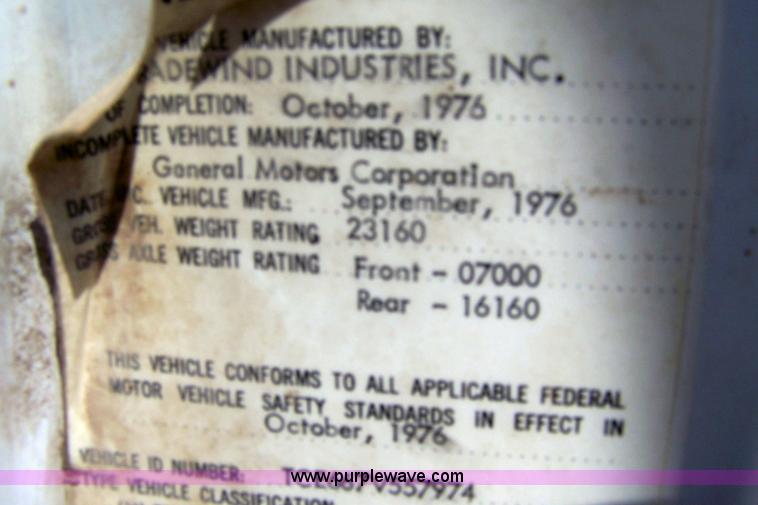 VEHICLE MANUFACTURED BY:
TRADEWIND INDUSTRIES, INC.
OF COMPLETION: October, 1976
INCOMPLETE VEHICLE MANUFACTURED BY:
General Motors Corporation
DATE INC. VEHICLE MFG.: September, 1976
GROSS VEH. WEIGHT RATING 23160
GROSS AXLE WEIGHT RATING Front - 07000
Rear - 16160
THIS VEHICLE CONFORMS TO ALL APPLICABLE FEDERAL
MOTOR VEHICLE SAFETY STANDARDS IN EFFECT IN
October, 1976
VEHICLE ID NUMBER:
www.purplewave.com
TYPE VEHICLE CLASSIFICATION